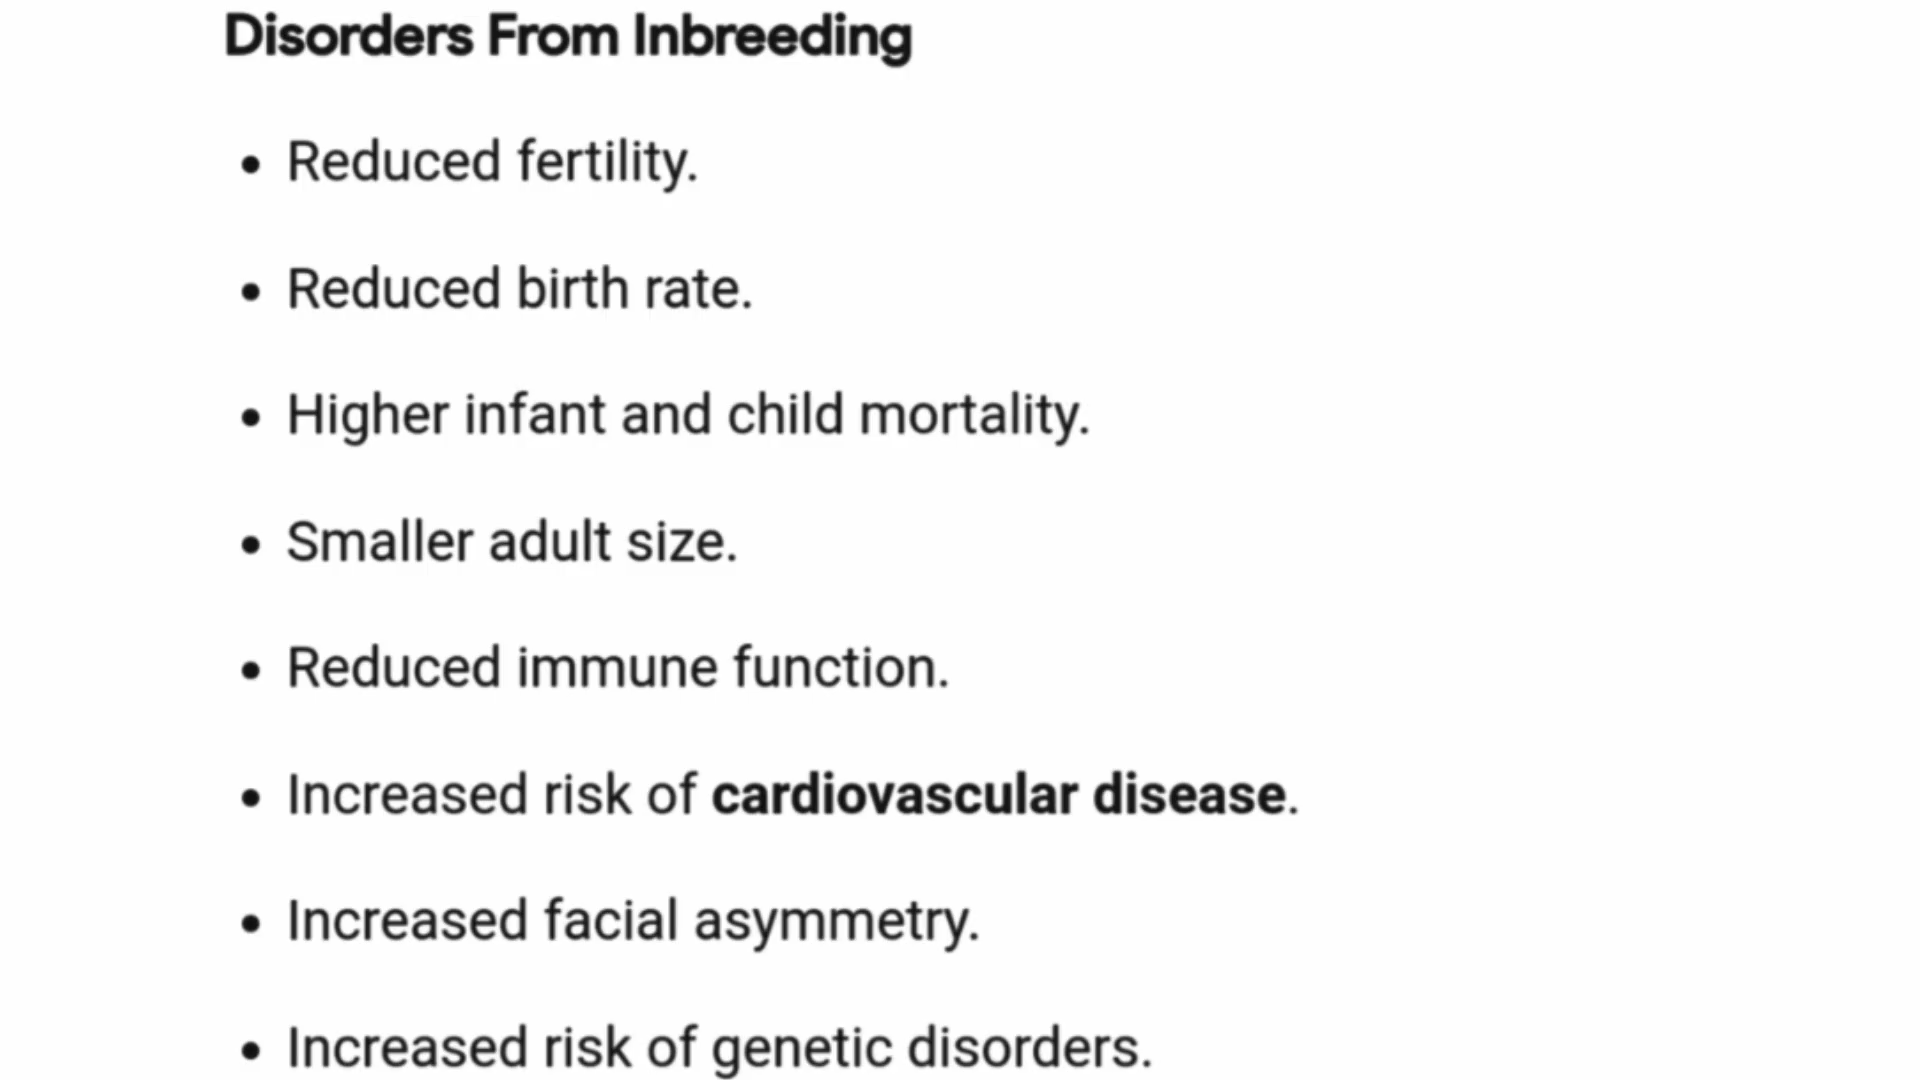 Disorders From Inbreeding
• Reduced fertility.
• Reduced birth rate.
• Higher infant and child mortality.
• Smaller adult size.
• Reduced immune function.
• Increased risk of cardiovascular disease.
• Increased facial asymmetry.
• Increased risk of genetic disorders.